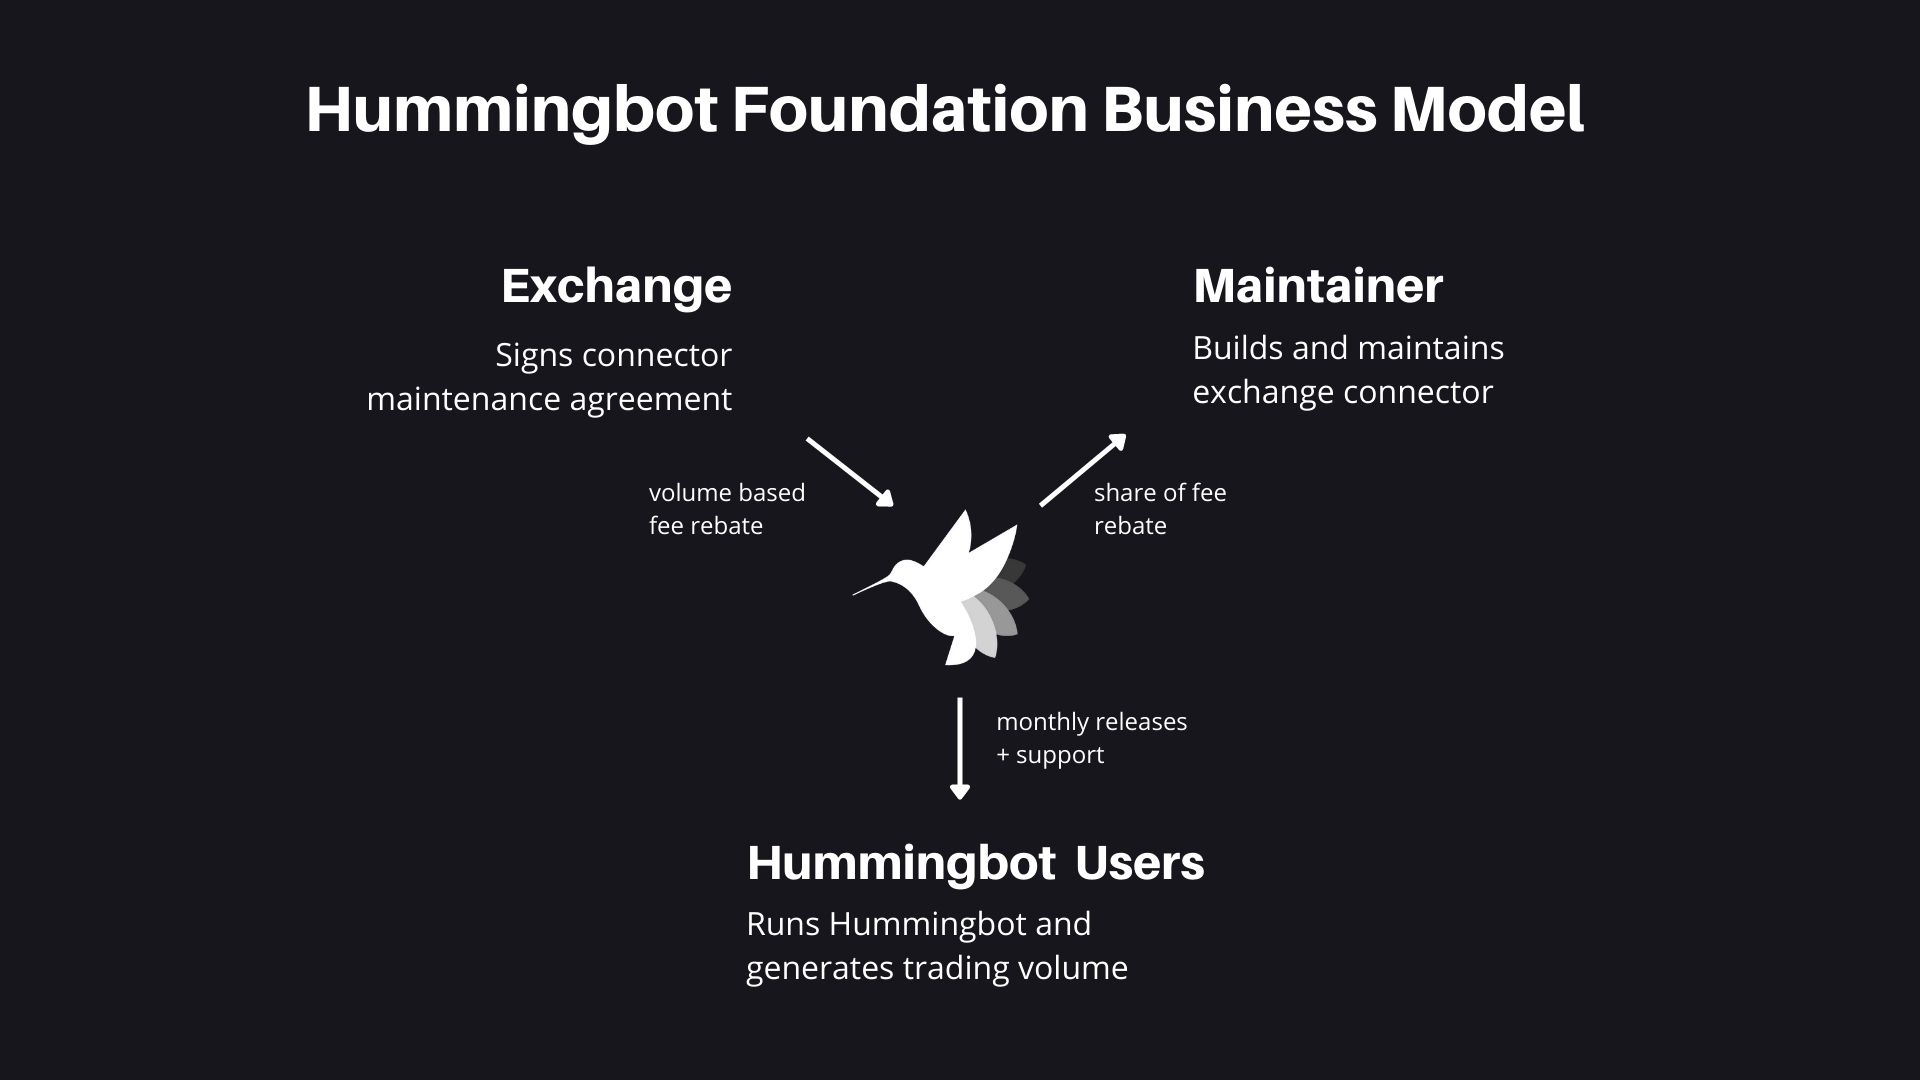 Hummingbot Foundation Business Model
Exchange
Signs connector
maintenance agreement
volume based
fee rebate
Maintainer
Builds and maintains
exchange connector
share of fee
rebate
monthly releases
+ support
Hummingbot Users
Runs Hummingbot and
generates trading volume